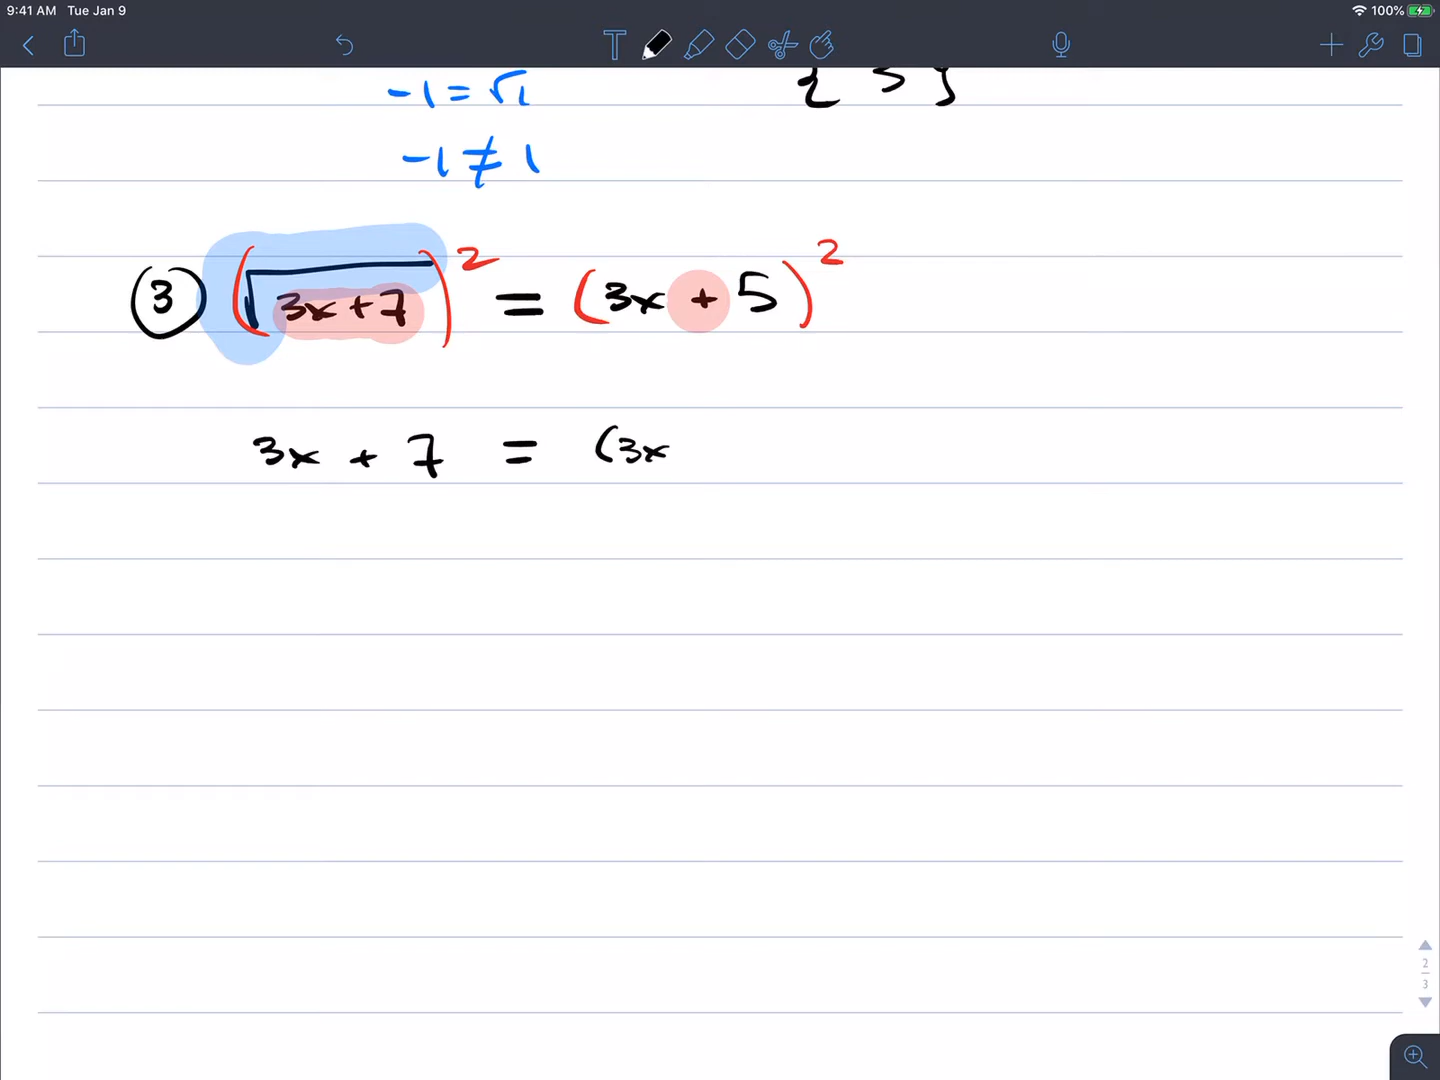 9:41 AM Tue Jan 9 100%
T
-1 = √1
{ 3 }
-1 ≠ 1
③ (√3x+7)² = (3x + 5)²
3x + 7 = (3x
2
3